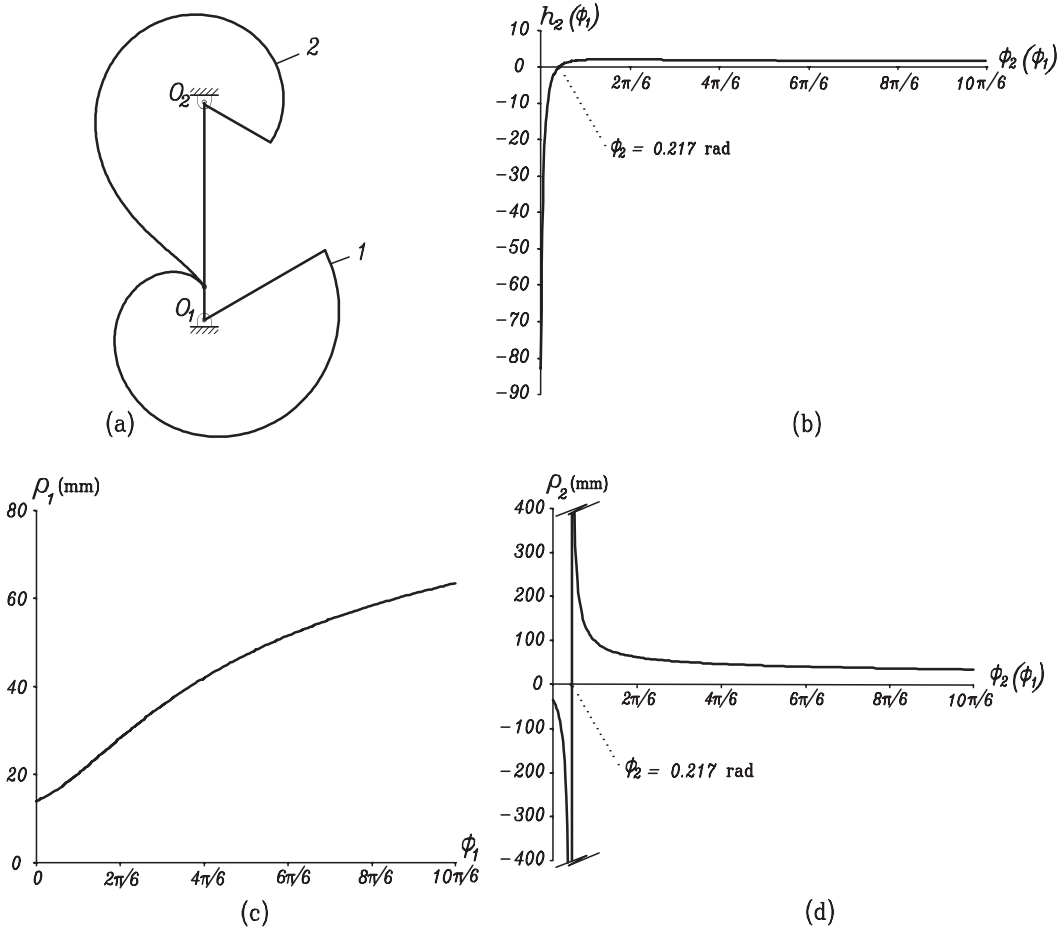 2
O₂
1
O₁
(a)
h₂(ϕ₁)
10
0
−10
−20
−30
−40
−50
−60
−70
−80
−90
2π/6
4π/6
6π/6
8π/6
10π/6
ϕ₂(ϕ₁)
ϕ₂ = 0.217 rad
(b)
ρ₁(mm)
80
60
40
20
0
0
2π/6
4π/6
6π/6
8π/6
10π/6
ϕ₁
(c)
ρ₂(mm)
400
300
200
100
0
−100
−200
−300
−400
2π/6
4π/6
6π/6
8π/6
10π/6
ϕ₂(ϕ₁)
ϕ₂ = 0.217 rad
(d)